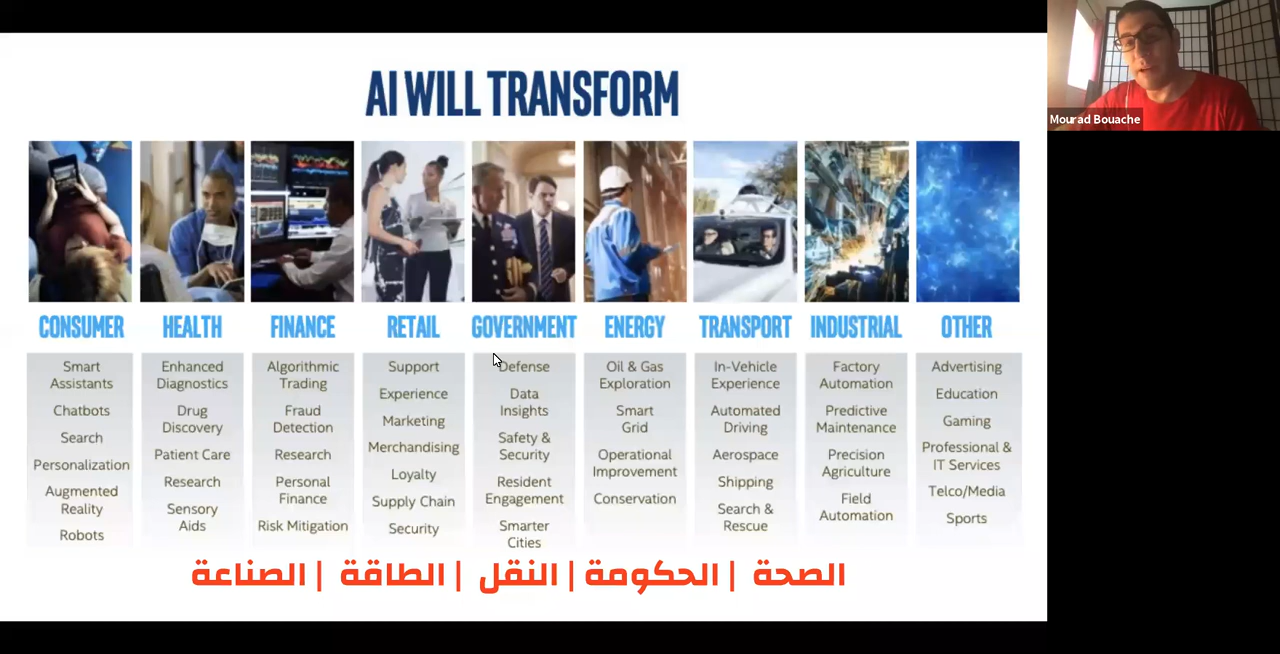 AI WILL TRANSFORM
Mourad Bouache
CONSUMER
Smart
Assistants
Chatbots
Search
Personalization
Augmented
Reality
Robots
HEALTH
Enhanced
Diagnostics
Drug
Discovery
Patient Care
Research
Sensory
Aids
FINANCE
Algorithmic
Trading
Fraud
Detection
Research
Personal
Finance
Risk Mitigation
RETAIL
Support
Experience
Marketing
Merchandising
Loyalty
Supply Chain
Security
GOVERNMENT
Defense
Data
Insights
Safety &
Security
Resident
Engagement
Smarter
Cities
ENERGY
Oil & Gas
Exploration
Smart
Grid
Operational
Improvement
Conservation
TRANSPORT
In-Vehicle
Experience
Automated
Driving
Aerospace
Shipping
Search &
Rescue
INDUSTRIAL
Factory
Automation
Predictive
Maintenance
Precision
Agriculture
Field
Automation
OTHER
Advertising
Education
Gaming
Professional &
IT Services
Telco/Media
Sports
الصحة | الحكومة | النقل | الطاقة | الصناعة